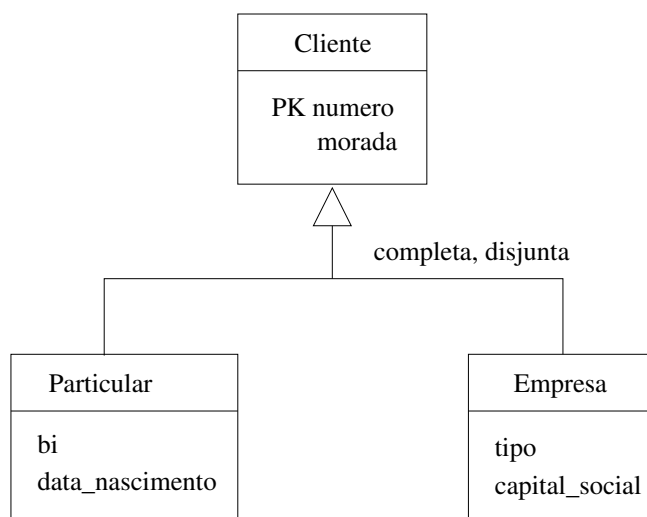 Cliente
PK numero
morada
completa, disjunta
Particular
bi
data_nascimento
Empresa
tipo
capital_social